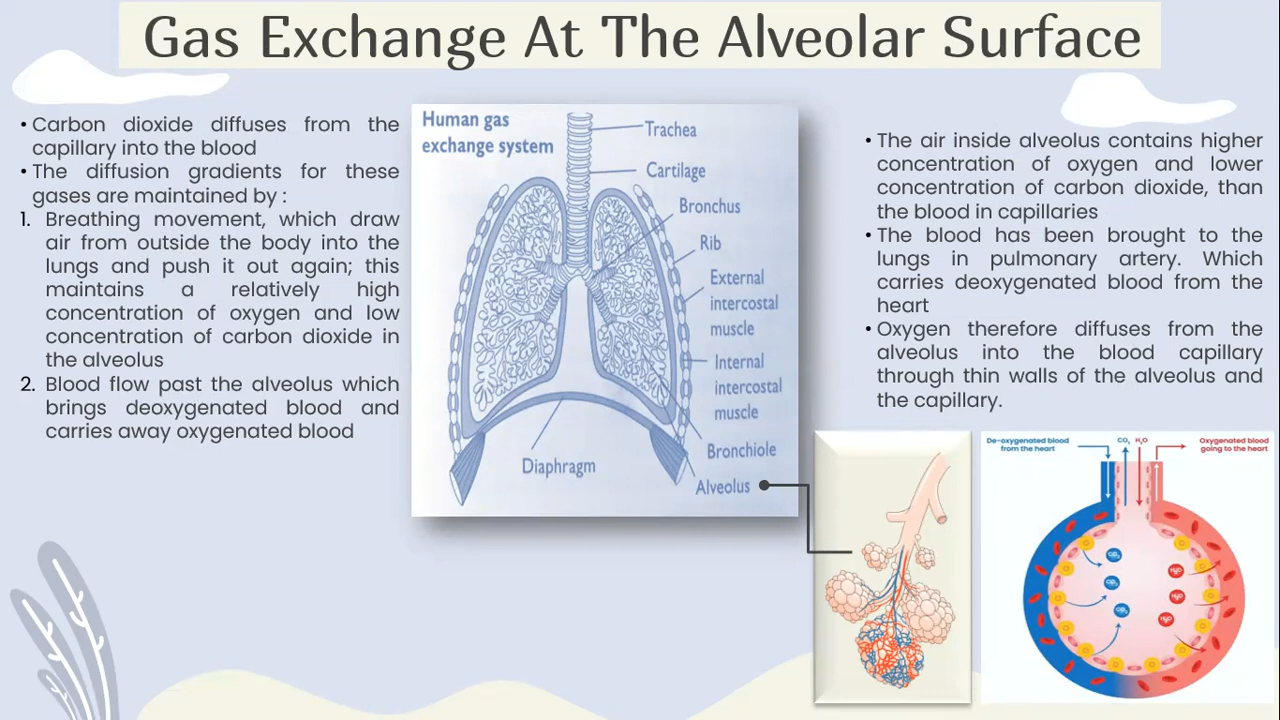 Gas Exchange At The Alveolar Surface
• Carbon dioxide diffuses from the
capillary into the blood
• The diffusion gradients for these
gases are maintained by :
1. Breathing movement, which draw
air from outside the body into the
lungs and push it out again; this
maintains a relatively high
concentration of oxygen and low
concentration of carbon dioxide in
the alveolus
2. Blood flow past the alveolus which
brings deoxygenated blood and
carries away oxygenated blood
Human gas
exchange system
Trachea
Cartilage
Bronchus
Rib
External
intercostal
muscle
Internal
intercostal
muscle
Bronchiole
Alveolus
Diaphragm
• The air inside alveolus contains higher
concentration of oxygen and lower
concentration of carbon dioxide, than
the blood in capillaries
• The blood has been brought to the
lungs in pulmonary artery. Which
carries deoxygenated blood from the
heart
• Oxygen therefore diffuses from the
alveolus into the blood capillary
through thin walls of the alveolus and
the capillary.
De-oxygenated blood
from the heart
CO₂ H₂O
Oxygenated blood
going to the heart
H₂O
H₂O
H₂O